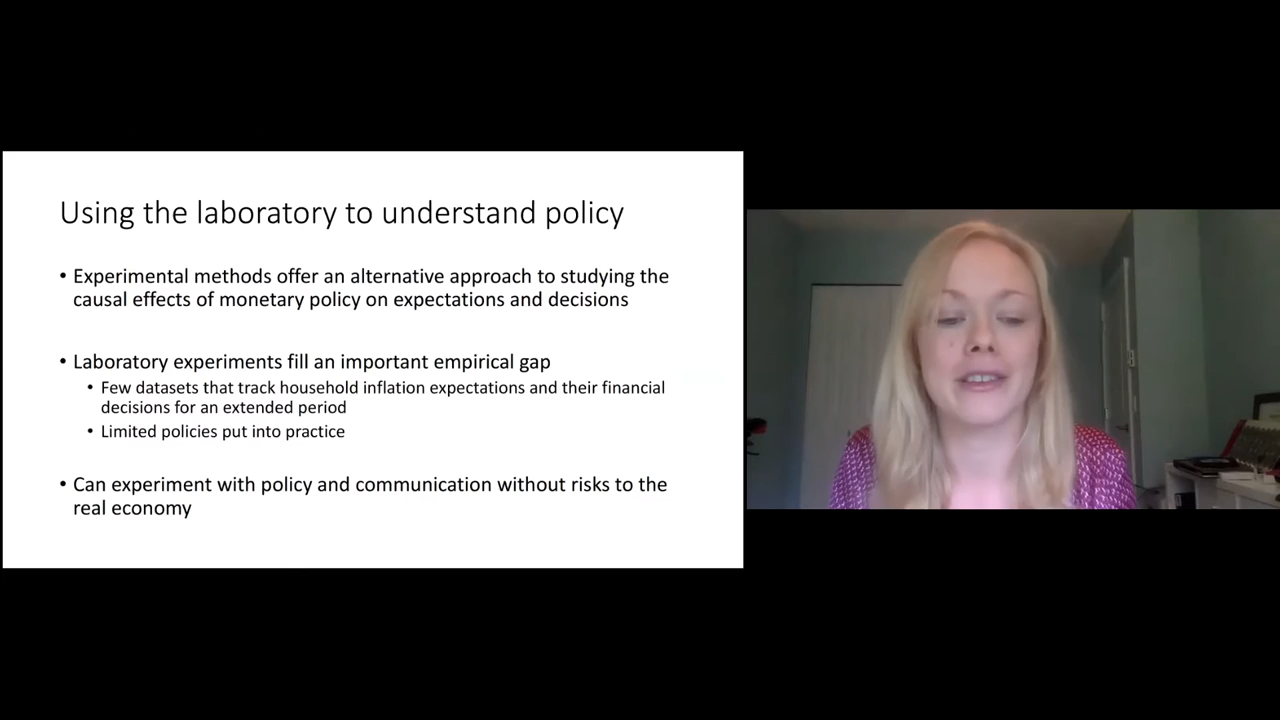 Using the laboratory to understand policy
• Experimental methods offer an alternative approach to studying the
causal effects of monetary policy on expectations and decisions
• Laboratory experiments fill an important empirical gap
• Few datasets that track household inflation expectations and their financial
decisions for an extended period
• Limited policies put into practice
• Can experiment with policy and communication without risks to the
real economy